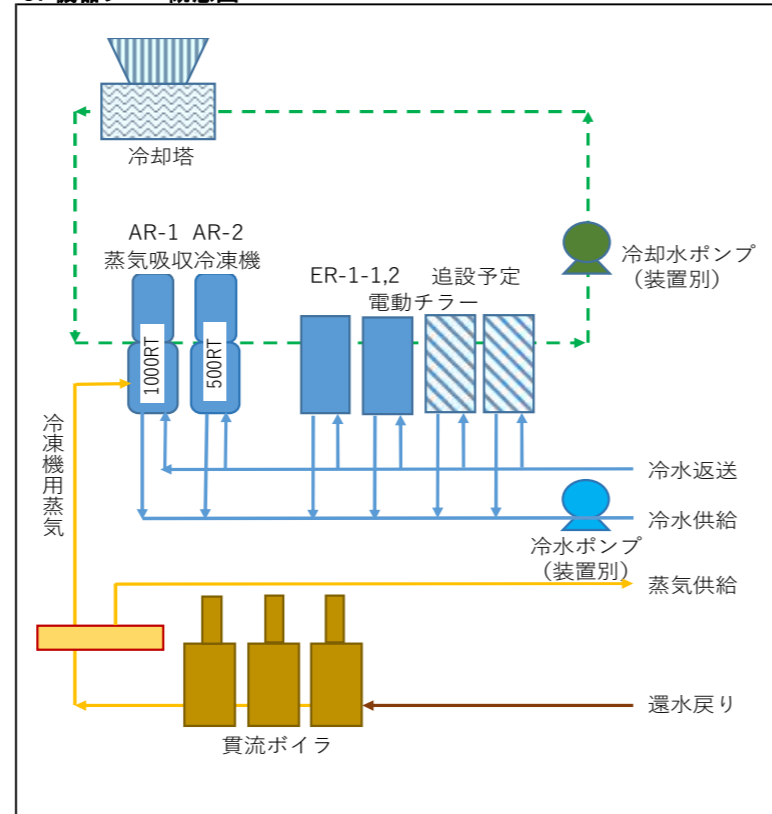 冷却塔
AR-1 AR-2
蒸気吸収冷凍機
ER-1-1,2 追設予定
電動チラー
冷却水ポンプ
（装置別）
1000RT
500RT
冷凍機用蒸気
冷水返送
冷水供給
冷水ポンプ
（装置別）
蒸気供給
還水戻り
貫流ボイラ